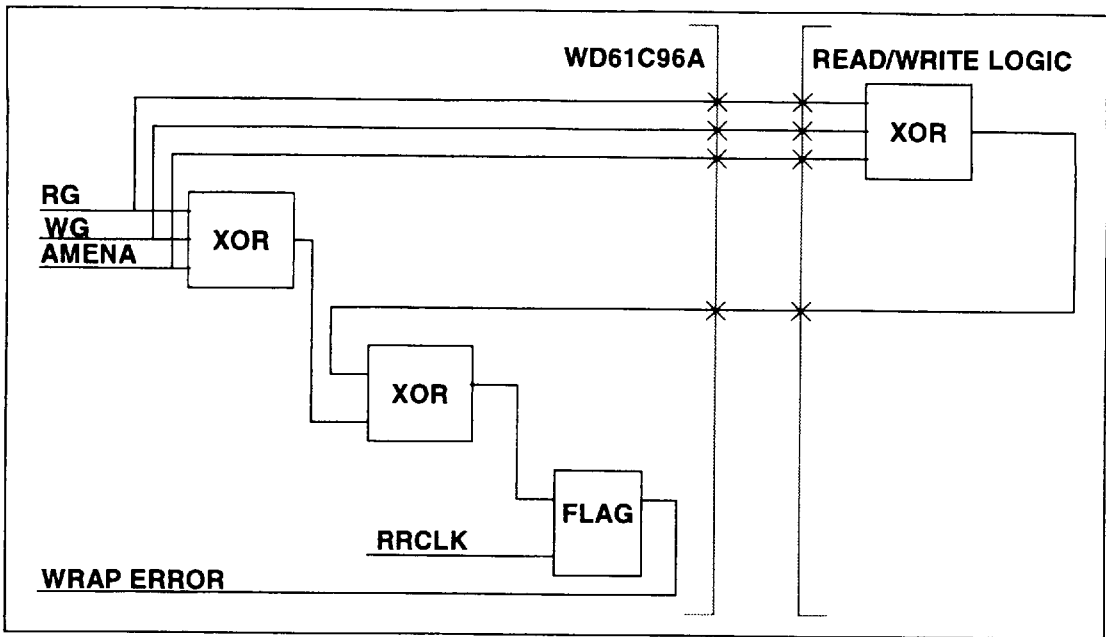 WD61C96A
READ/WRITE LOGIC
XOR
RG
WG
AMENA
XOR
XOR
FLAG
RRCLK
WRAP ERROR